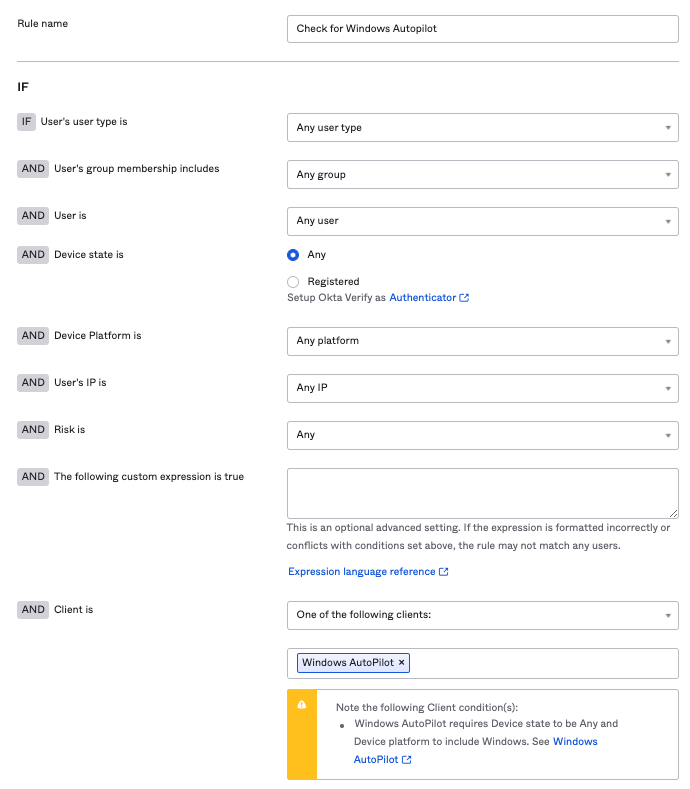 Rule name
Check for Windows Autopilot
IF
IF User's user type is
Any user type
AND User's group membership includes
Any group
AND User is
Any user
AND Device state is
Any
Registered
Setup Okta Verify as Authenticator
AND Device Platform is
Any platform
AND User's IP is
Any IP
AND Risk is
Any
AND The following custom expression is true
This is an optional advanced setting. If the expression is formatted incorrectly or
conflicts with conditions set above, the rule may not match any users.
Expression language reference
AND Client is
One of the following clients:
Windows AutoPilot ×
Note the following Client condition(s):
• Windows AutoPilot requires Device state to be Any and
Device platform to include Windows. See Windows
AutoPilot